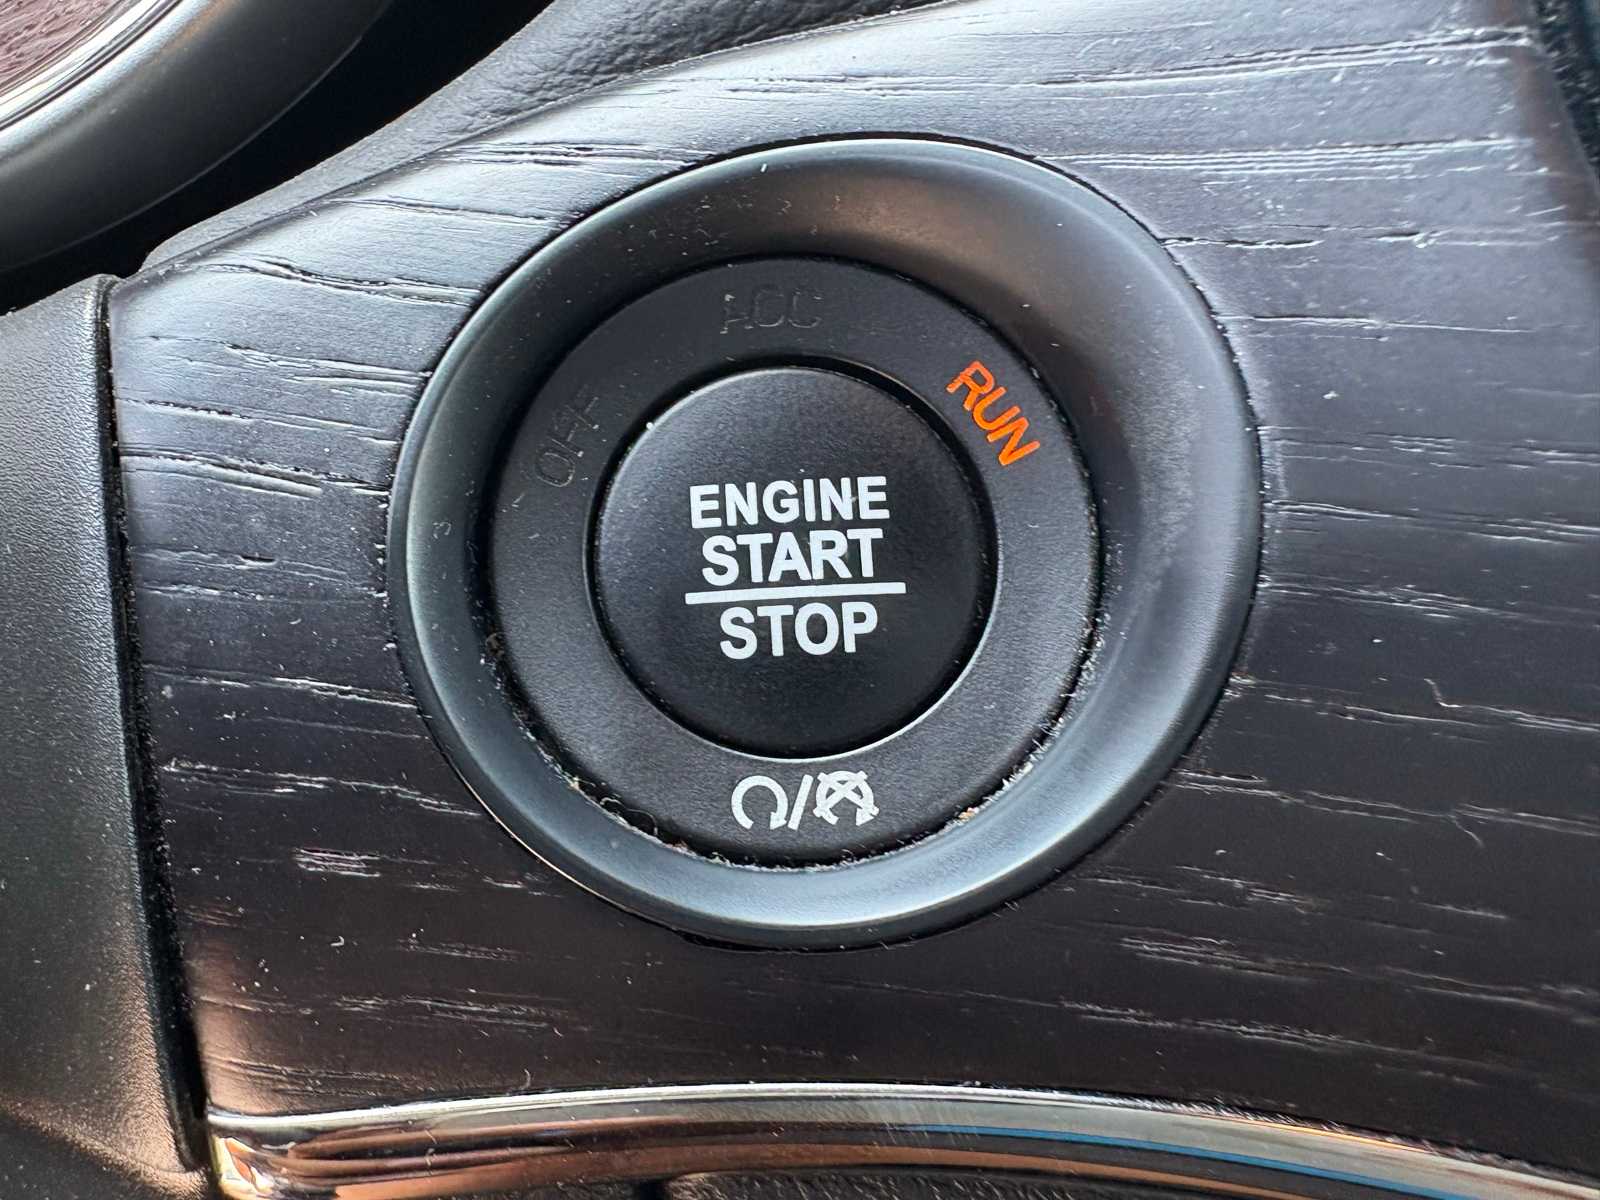 ACC
OFF
RUN
ENGINE
START
STOP